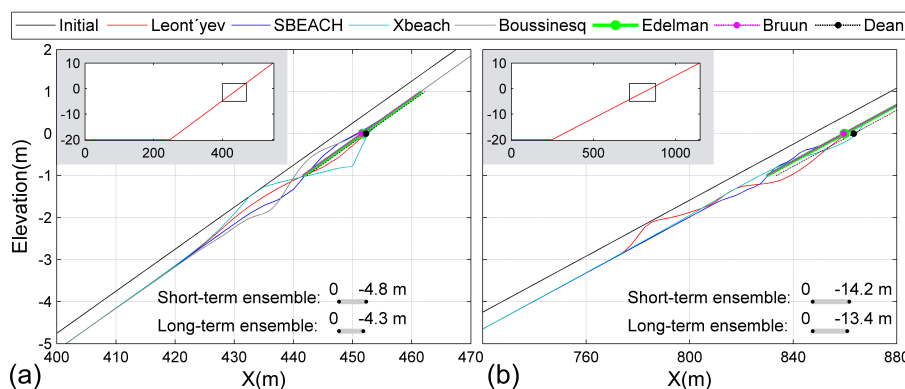 Initial Leont´yev SBEACH Xbeach Boussinesq Edelman Bruun Dean
2
1
0
-1
-2
-3
-4
-5
Elevation(m)
10
0
-10
-20
0 200 400
Short-term ensemble: 0 -4.8 m
Long-term ensemble: 0 -4.3 m
400 410 420 430 440 450 460 470
(a) X(m)
10
0
-10
-20
0 500 1000
Short-term ensemble: 0 -14.2 m
Long-term ensemble: 0 -13.4 m
760 800 840 880
(b) X(m)